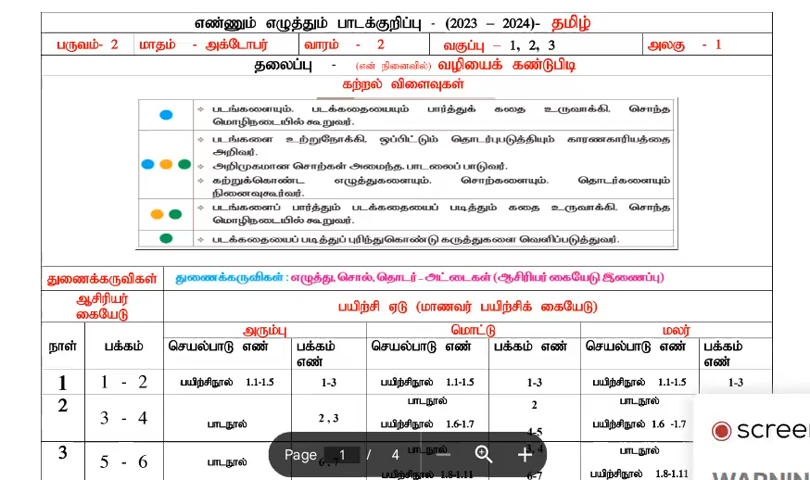 எண்ணும் எழுத்தும் பாடக்குறிப்பு - (2023 – 2024)- தமிழ்
பருவம்- 2 மாதம் - அக்டோபர் வாரம் - 2 வகுப்பு – 1, 2, 3 அலகு - 1
தலைப்பு - (என் நினைவில்) வழியைக் கண்டுபிடி
கற்றல் விளைவுகள்
❖ படங்களையும். படக்கதையையும் பார்த்துக் கதை உருவாக்கி. சொந்த
மொழிநடையில் கூறுவர்.
❖ படங்களை உற்றுநோக்கி, ஒப்பிட்டும் தொடர்புபடுத்தியும் காரணகாரியத்தை
அறிவர்.
❖ அறிமுகமான சொற்கள் அமைந்த பாடலைப் பாடுவர்.
❖ கற்றுக்கொண்ட எழுத்துகளையும். சொற்களையும். தொடர்களையும்
நினைவுகூர்வர்.
❖ படங்களைப் பார்த்தும் படக்கதையைப் படித்தும் கதை உருவாக்கி. சொந்த
மொழிநடையில் கூறுவர்.
❖ படக்கதையைப் படித்துப் புரிந்துகொண்டு கருத்துகளை வெளிப்படுத்துவர்.
துணைக்கருவிகள் துணைக்கருவிகள் : எழுத்து, சொல், தொடர் – அட்டைகள் (ஆசிரியர் கையேடு இணைப்பு)
ஆசிரியர்
கையேடு
பயிற்சி ஏடு (மாணவர் பயிற்சிக் கையேடு)
அரும்பு மொட்டு மலர்
நாள் பக்கம் செயல்பாடு எண் பக்கம் எண் செயல்பாடு எண் பக்கம் எண் செயல்பாடு எண் பக்கம் எண்
1 1 - 2 பயிற்சிநூல் 1.1-1.5 1-3 பயிற்சிநூல் 1.1-1.5 1-3 பயிற்சிநூல் 1.1-1.5 1-3
2 3 - 4 பாடநூல் 2 ,3 பாடநூல் 2 பாடநூல்
பயிற்சிநூல் 1.6-1.7 4-5 பயிற்சிநூல் 1.6 -1.7
3 5 - 6 பாடநூல் பாடநூல் பாடநூல்
பயிற்சிநூல் 1.8-1.11 6-7 பயிற்சிநூல் 1.8-1.11
Page 1 / 4
screen
WARNING